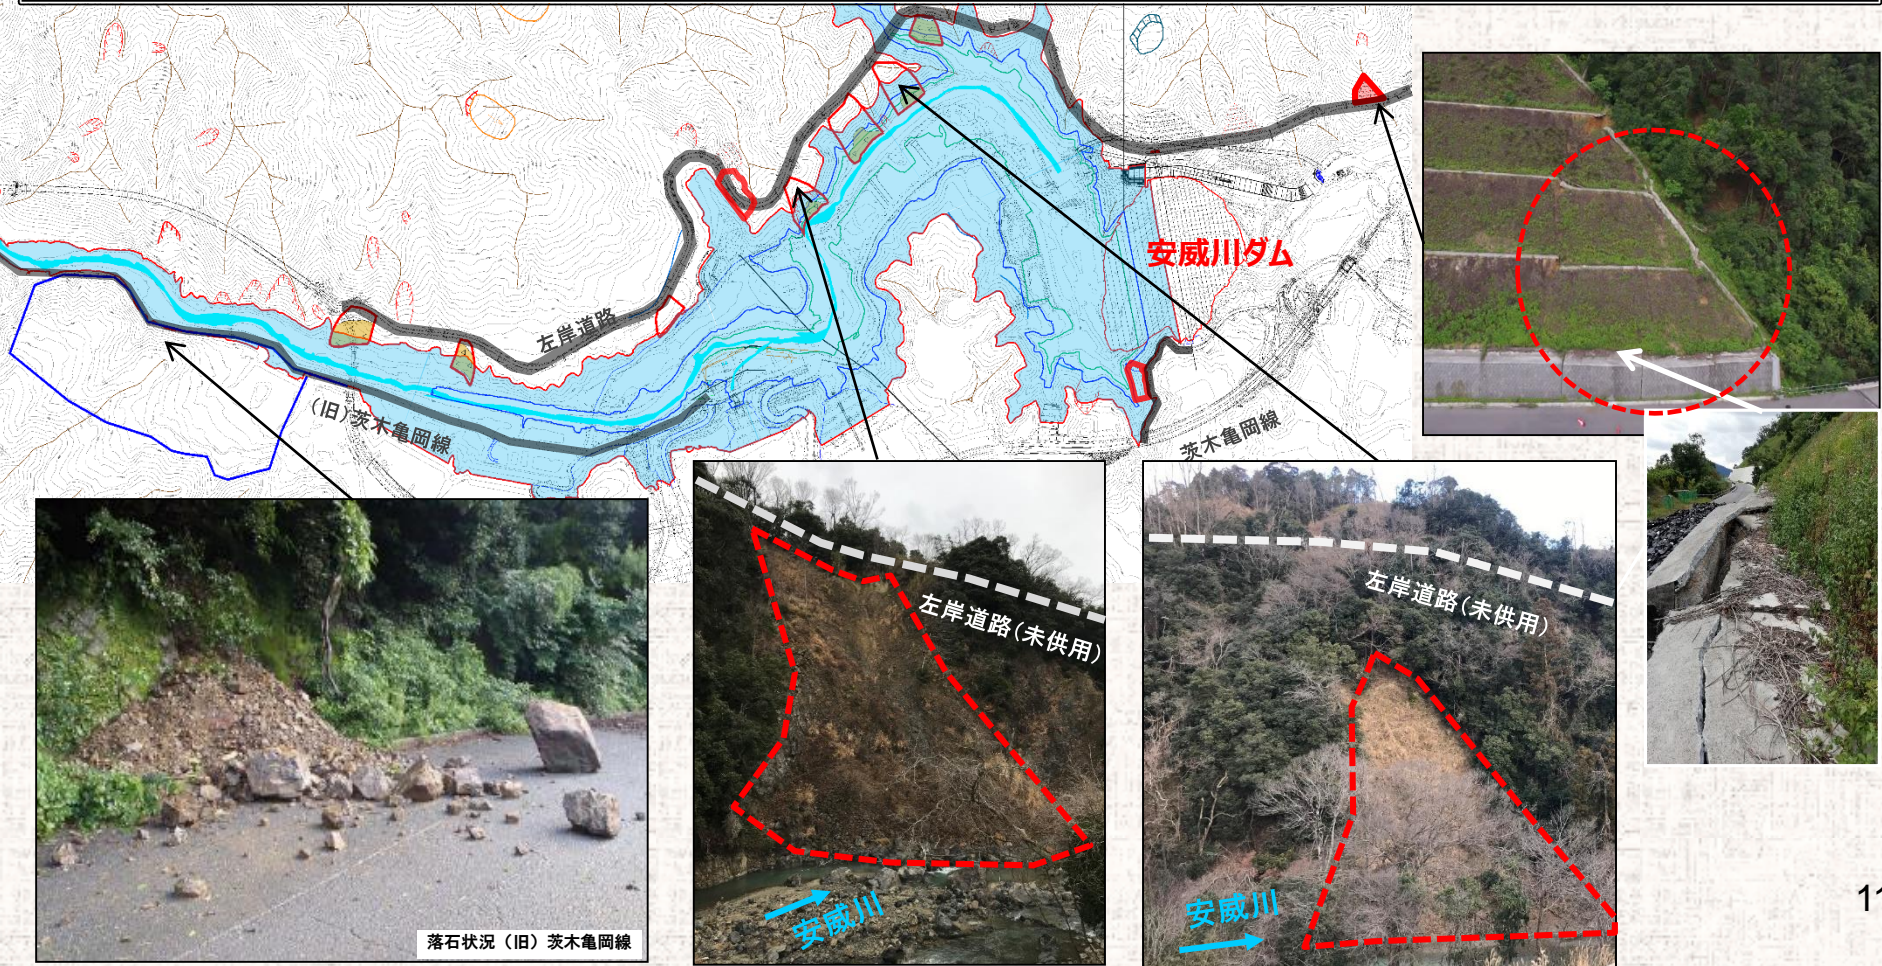 安威川ダム
左岸道路
(旧)茨木亀岡線
茨木亀岡線
左岸道路(未供用)
安威川
左岸道路(未供用)
安威川
落石状況(旧)茨木亀岡線
11